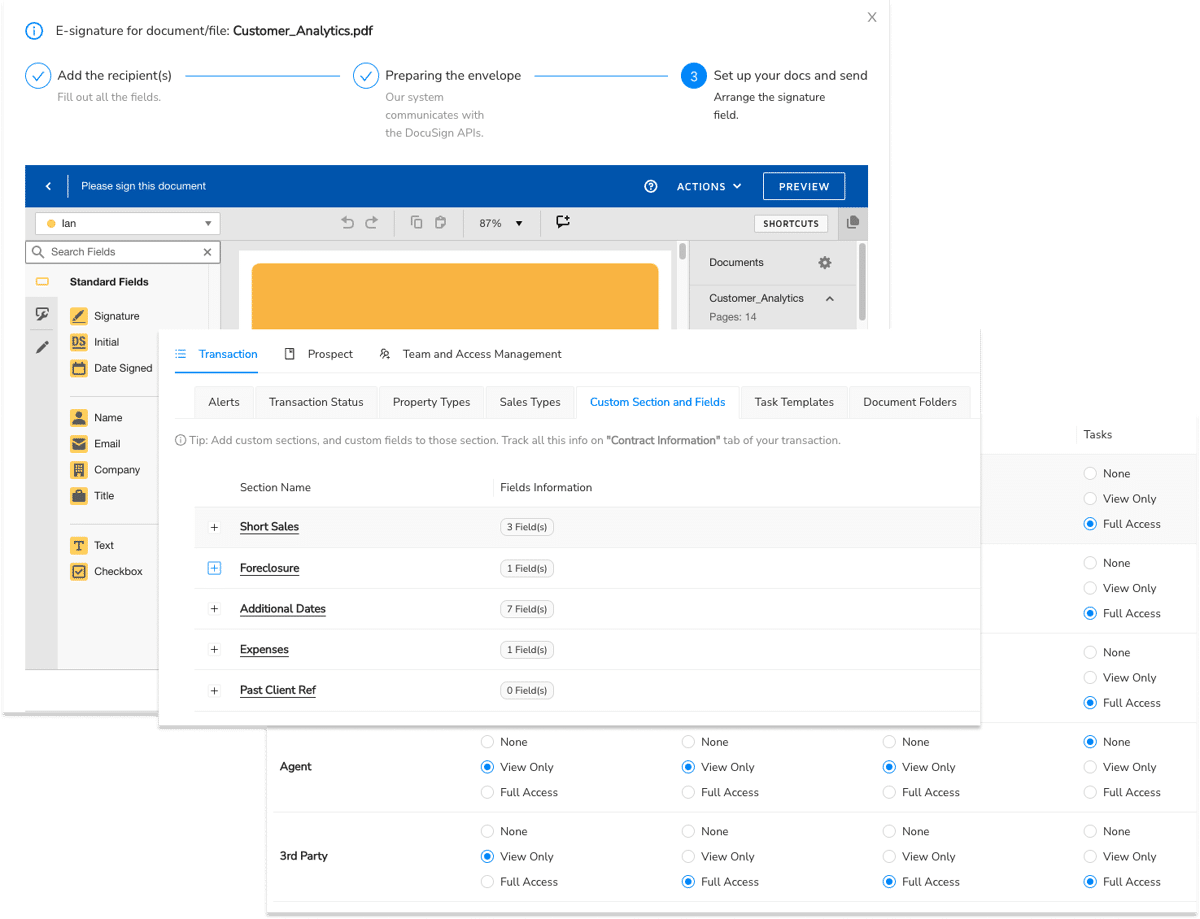 E-signature for document/file: Customer_Analytics.pdf
X
Add the recipient(s)
Fill out all the fields.
Preparing the envelope
Our system
communicates with
the DocuSign APIs.
3
Set up your docs and send
Arrange the signature
field.
Please sign this document
ACTIONS
PREVIEW
Ian
87%
SHORTCUTS
Search Fields
Standard Fields
Signature
DS Initial
Date Signed
Name
Email
Company
Title
T Text
Checkbox
Documents
Customer_Analytics
Pages: 14
Transaction
Prospect
Team and Access Management
Alerts
Transaction Status
Property Types
Sales Types
Custom Section and Fields
Task Templates
Document Folders
Tip: Add custom sections, and custom fields to those section. Track all this info on "Contract Information" tab of your transaction.
Section Name Fields Information
+ Short Sales 3 Field(s)
+ Foreclosure 1 Field(s)
+ Additional Dates 7 Field(s)
+ Expenses 1 Field(s)
+ Past Client Ref 0 Field(s)
Tasks
None
View Only
Full Access
None
View Only
Full Access
None
View Only
Full Access
None None None None
Agent View Only View Only View Only View Only
Full Access Full Access Full Access Full Access
None None None None
3rd Party View Only View Only View Only View Only
Full Access Full Access Full Access Full Access